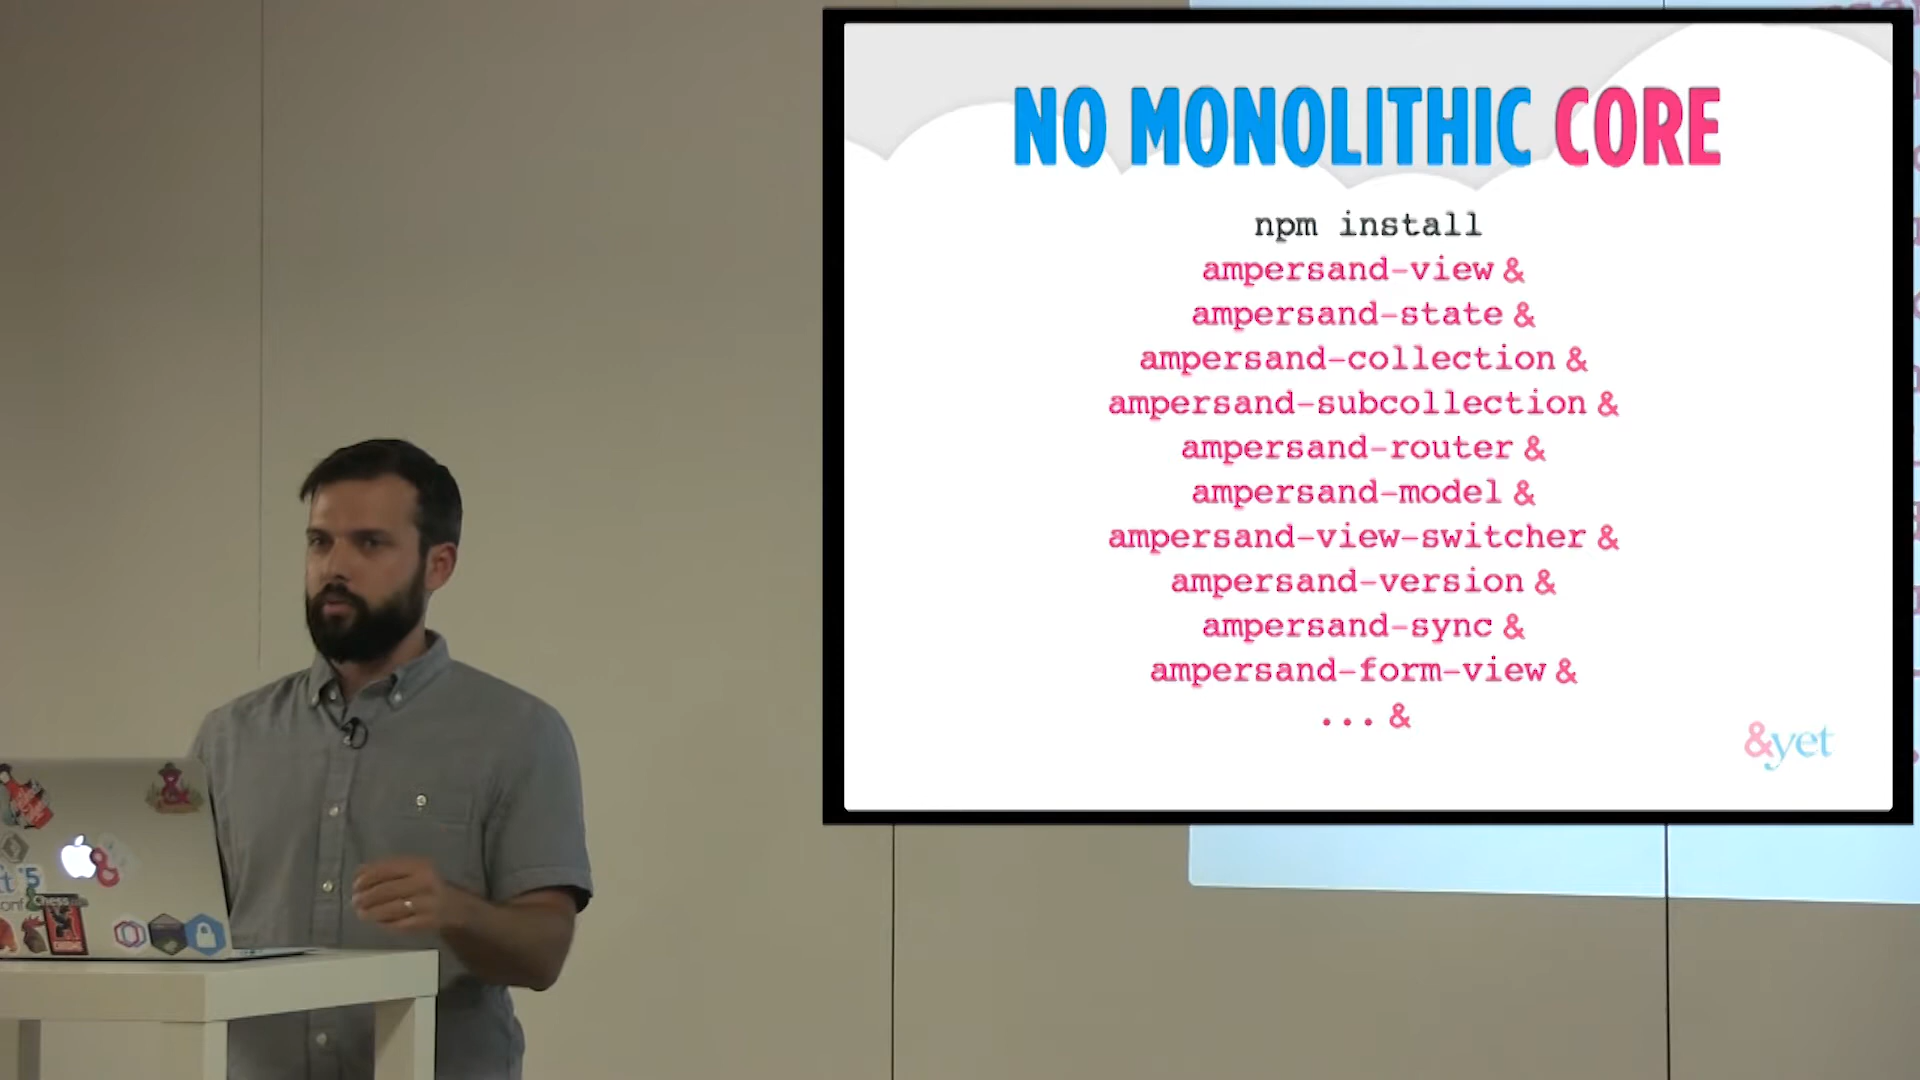 NO MONOLITHIC CORE
npm install
ampersand-view &
ampersand-state &
ampersand-collection &
ampersand-subcollection &
ampersand-router &
ampersand-model &
ampersand-view-switcher &
ampersand-version &
ampersand-sync &
ampersand-form-view &
... &
&yet
Chess